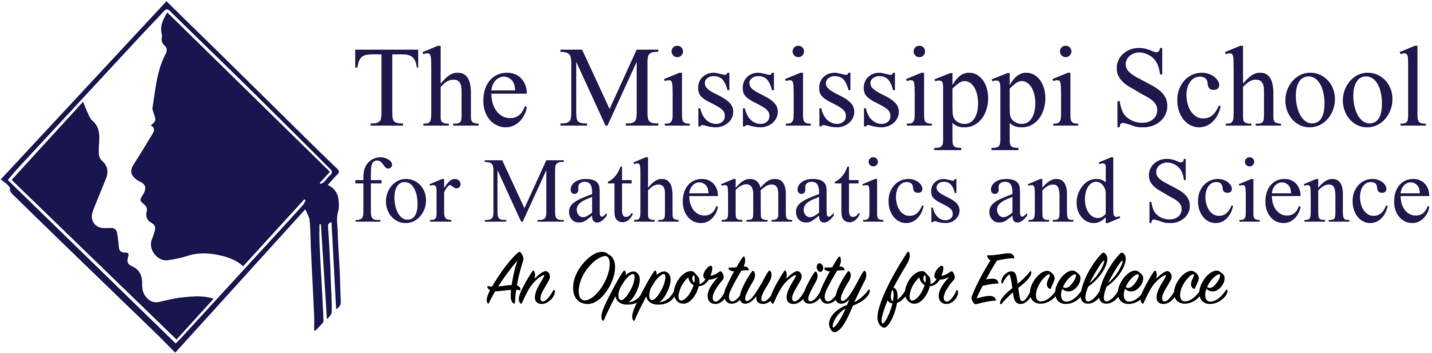 The Mississippi School
for Mathematics and Science
An Opportunity for Excellence